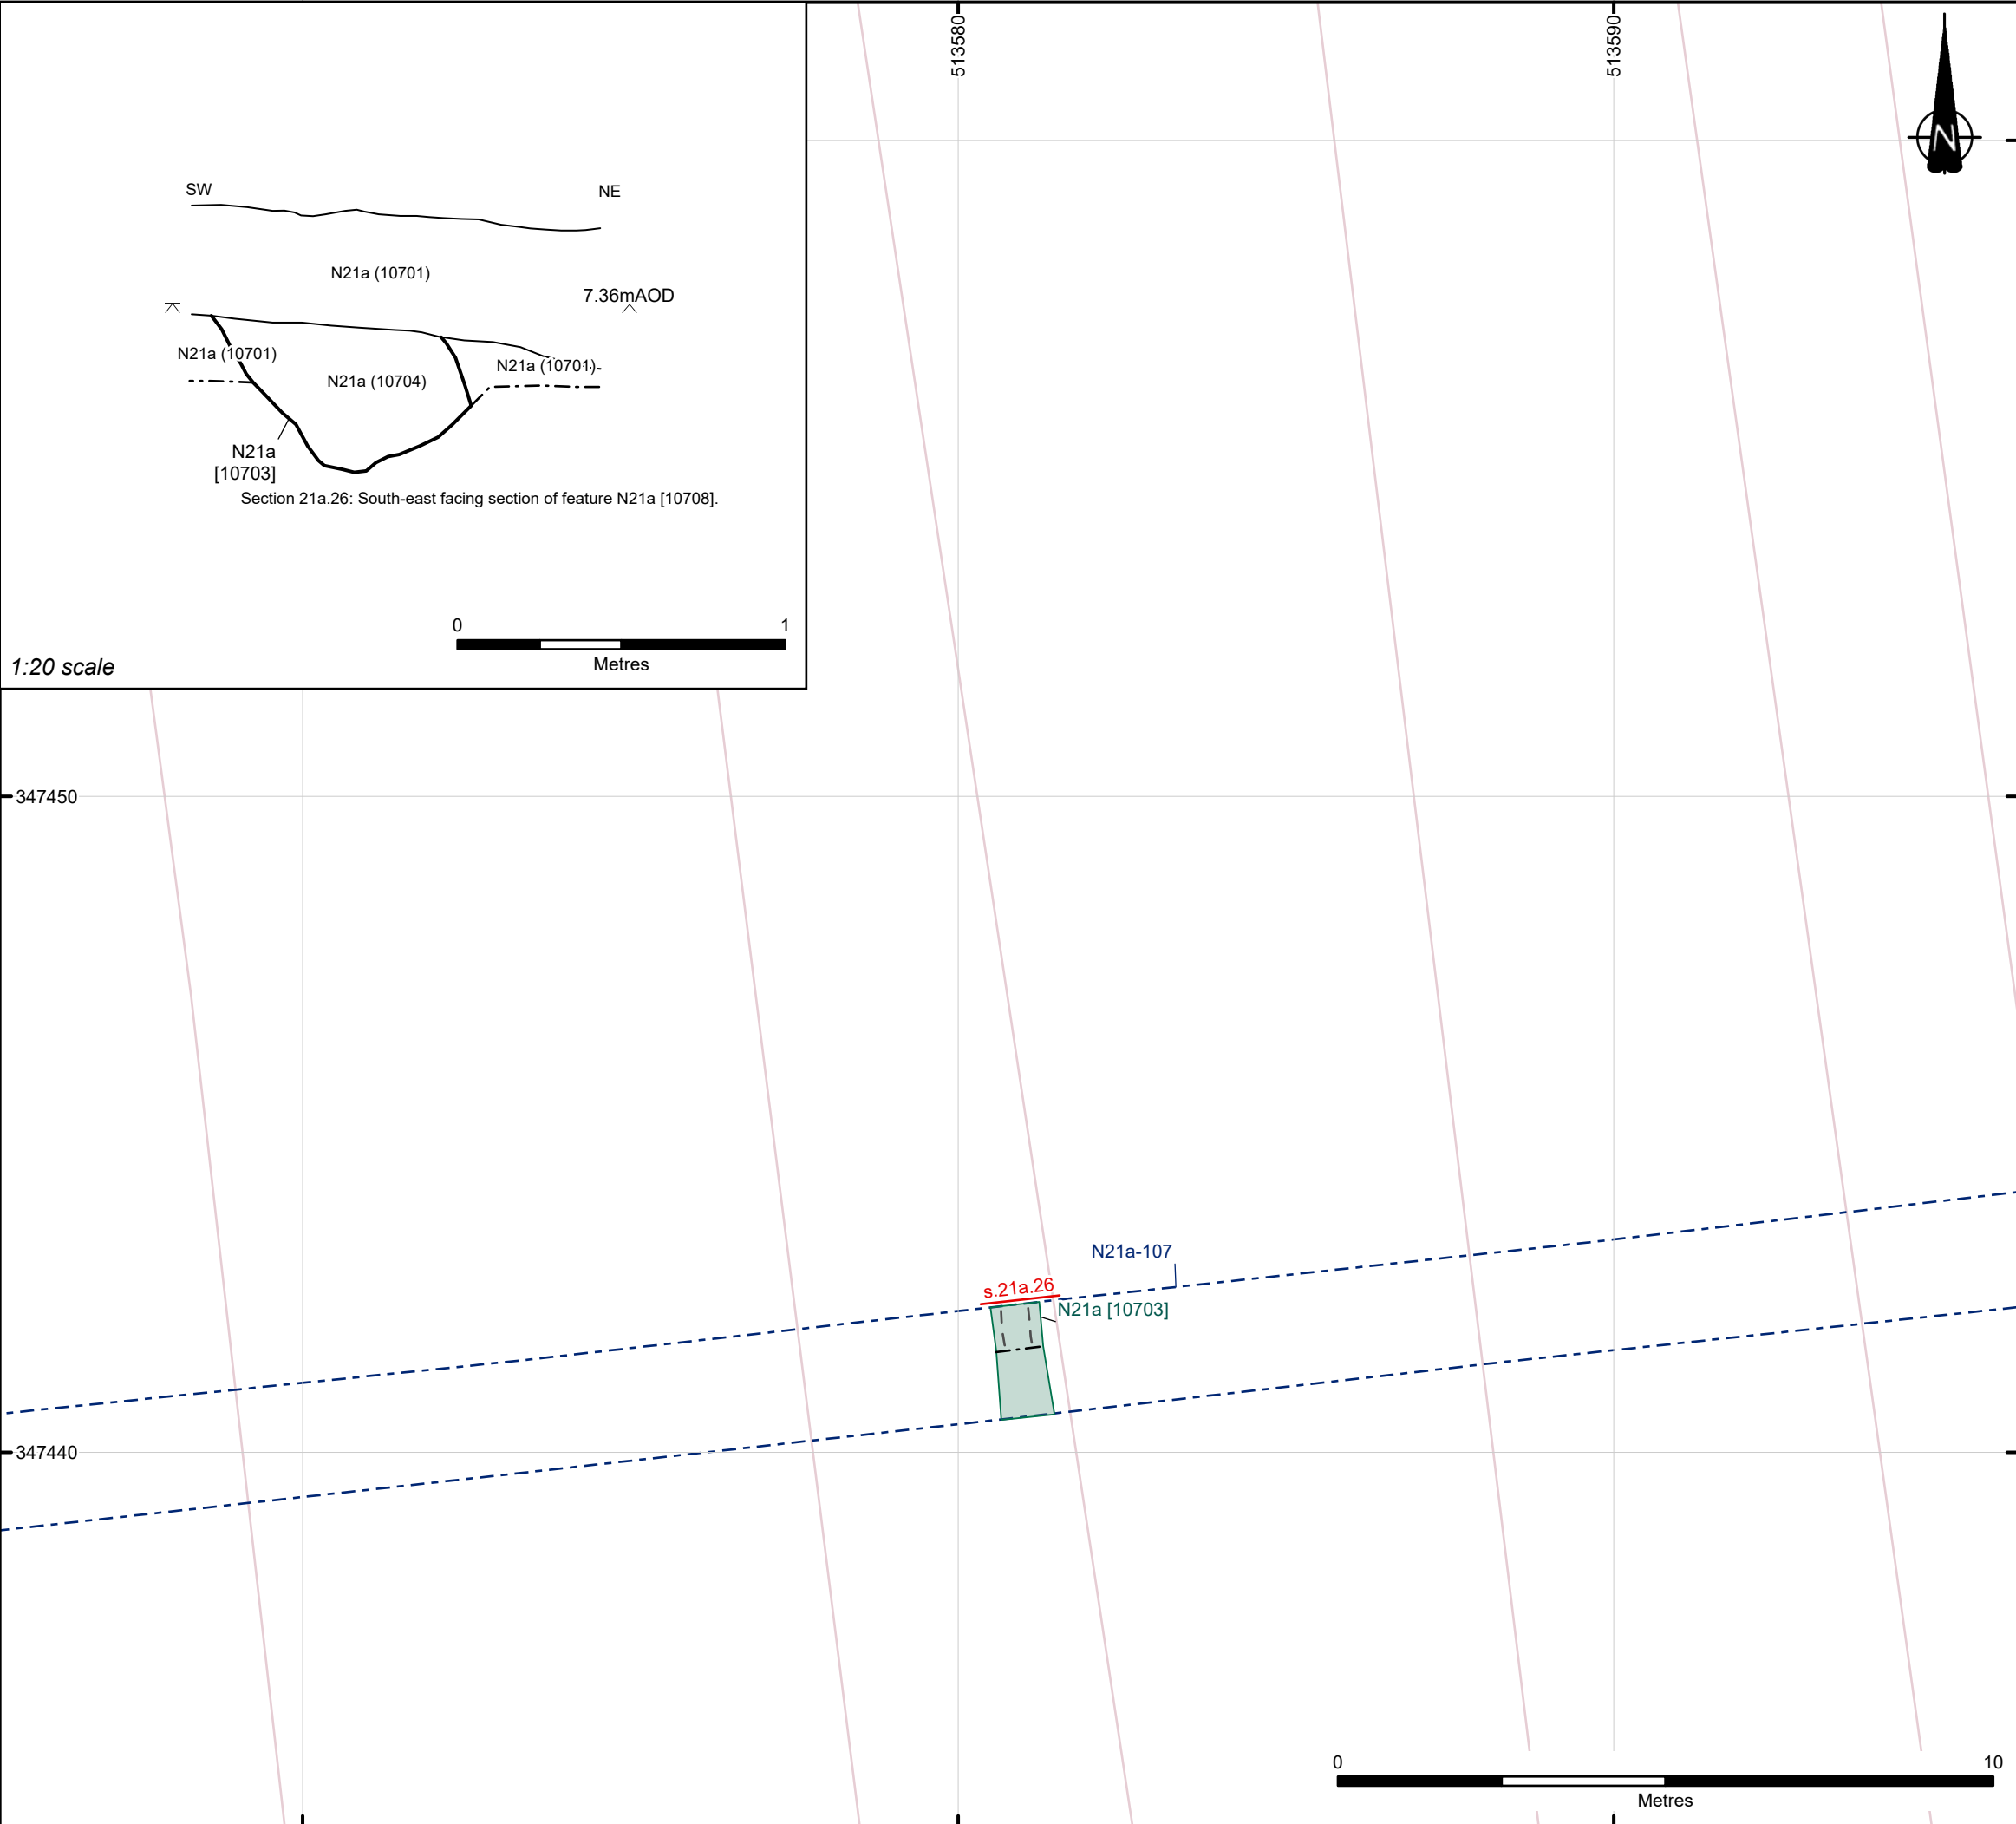 513580
513590
N
SW
NE
N21a (10701)
7.36mAOD
N21a (10701)
N21a (10701)
N21a (10704)
N21a
[10703]
Section 21a.26: South-east facing section of feature N21a [10708].
0
1
Metres
1:20 scale
347450
N21a-107
s.21a.26
N21a [10703]
347440
0
10
Metres